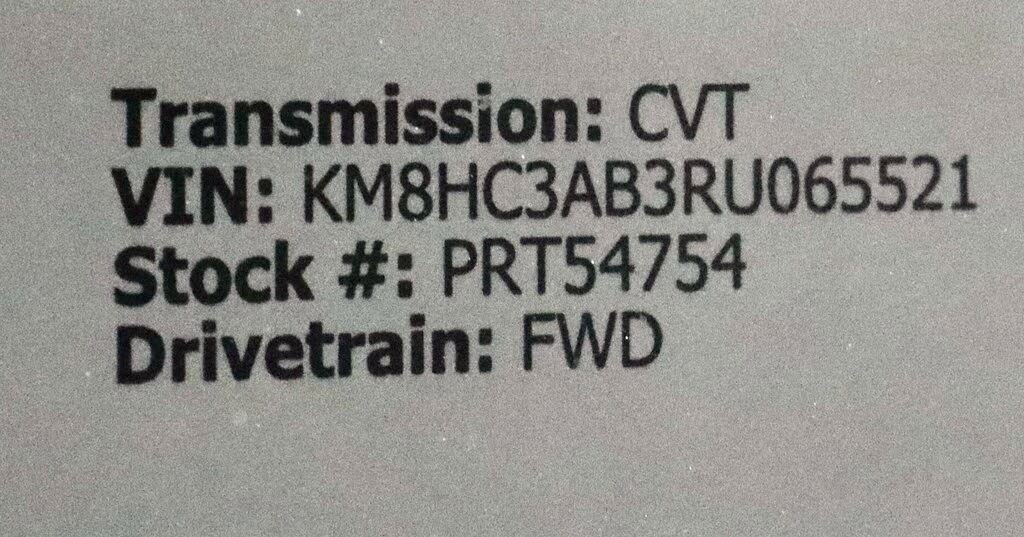 Transmission: CVT
VIN: KM8HC3AB3RU065521
Stock #: PRT54754
Drivetrain: FWD